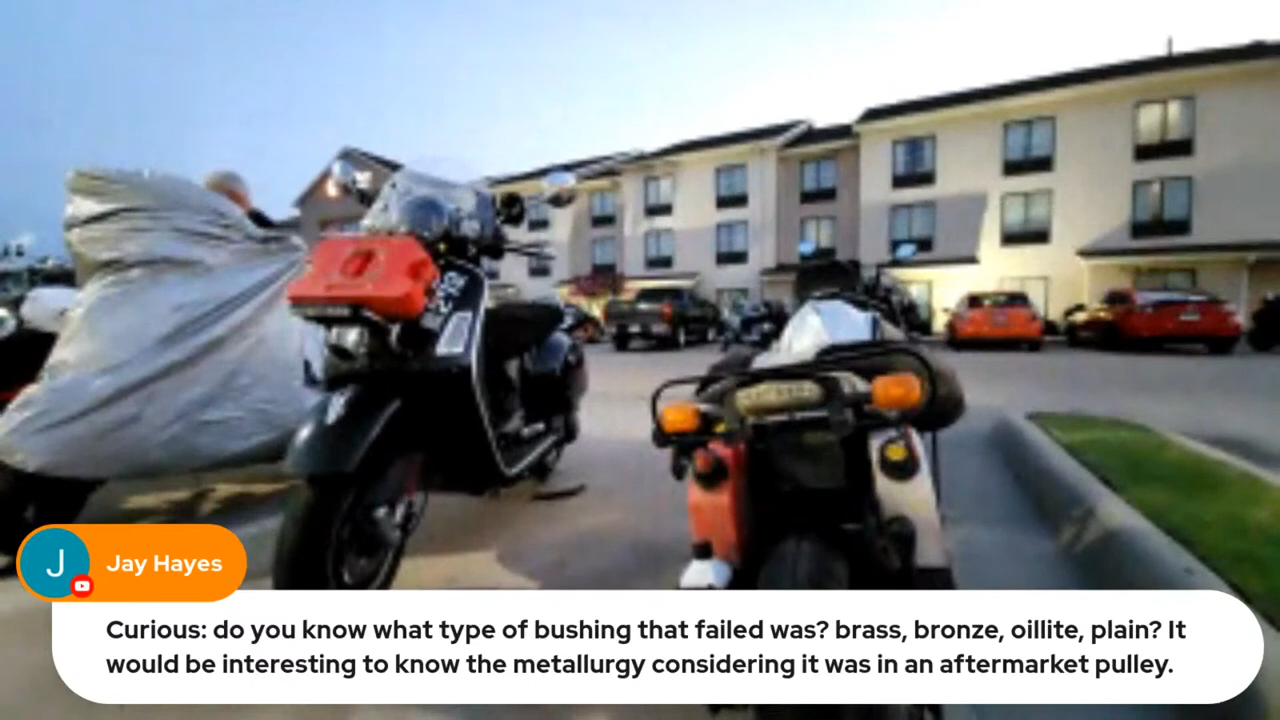 J
Jay Hayes
Curious: do you know what type of bushing that failed was? brass, bronze, oillite, plain? It
would be interesting to know the metallurgy considering it was in an aftermarket pulley.